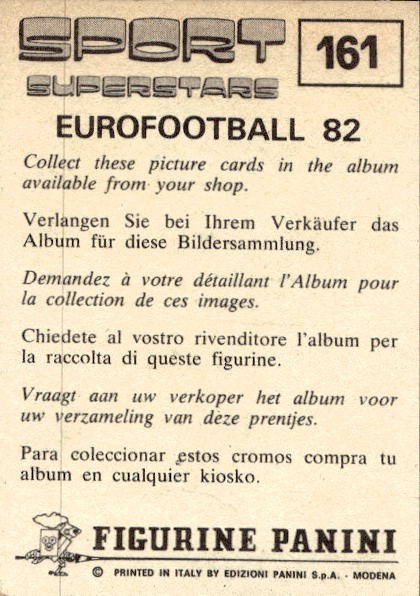 SPORT
161
SUPERSTARS
EUROFOOTBALL 82
Collect these picture cards in the album
available from your shop.
Verlangen Sie bei Ihrem Verkäufer das
Album für diese Bildersammlung.
Demandez à votre détaillant l'Album pour
la collection de ces images.
Chiedete al vostro rivenditore l'album per
la raccolta di queste figurine.
Vraagt aan uw verkoper het album voor
uw verzameling van deze prentjes.
Para coleccionar estos cromos compra tu
album en cualquier kiosko.
FIGURINE PANINI
© PRINTED IN ITALY BY EDIZIONI PANINI S.p.A. - MODENA